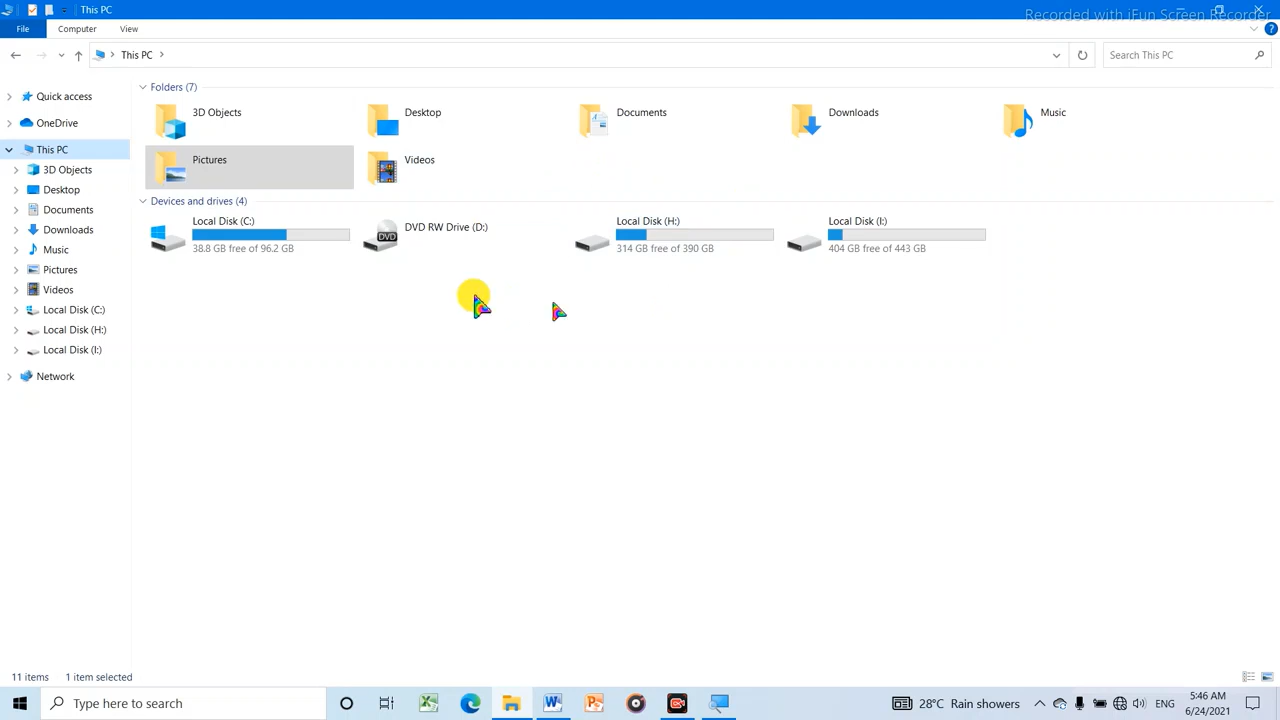 This PC
Recorded with iFun Screen Recorder
File Computer View
This PC
Search This PC
Quick access
OneDrive
This PC
3D Objects
Desktop
Documents
Downloads
Music
Pictures
Videos
Local Disk (C:)
Local Disk (H:)
Local Disk (I:)
Network
Folders (7)
3D Objects
Desktop
Documents
Downloads
Music
Pictures
Videos
Devices and drives (4)
Local Disk (C:)
38.8 GB free of 96.2 GB
DVD
DVD RW Drive (D:)
Local Disk (H:)
314 GB free of 390 GB
Local Disk (I:)
404 GB free of 443 GB
11 items 1 item selected
Type here to search
28°C Rain showers
ENG
5:46 AM
6/24/2021